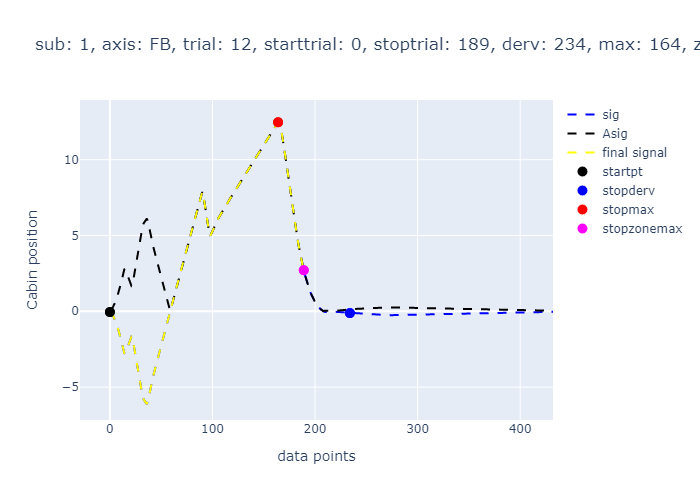 sub: 1, axis: FB, trial: 12, starttrial: 0, stoptrial: 189, derv: 234, max: 164, z
sig
Asig
final signal
startpt
stopderv
stopmax
stopzonemax
Cabin position
10
5
0
−5
0
100
200
300
400
data points